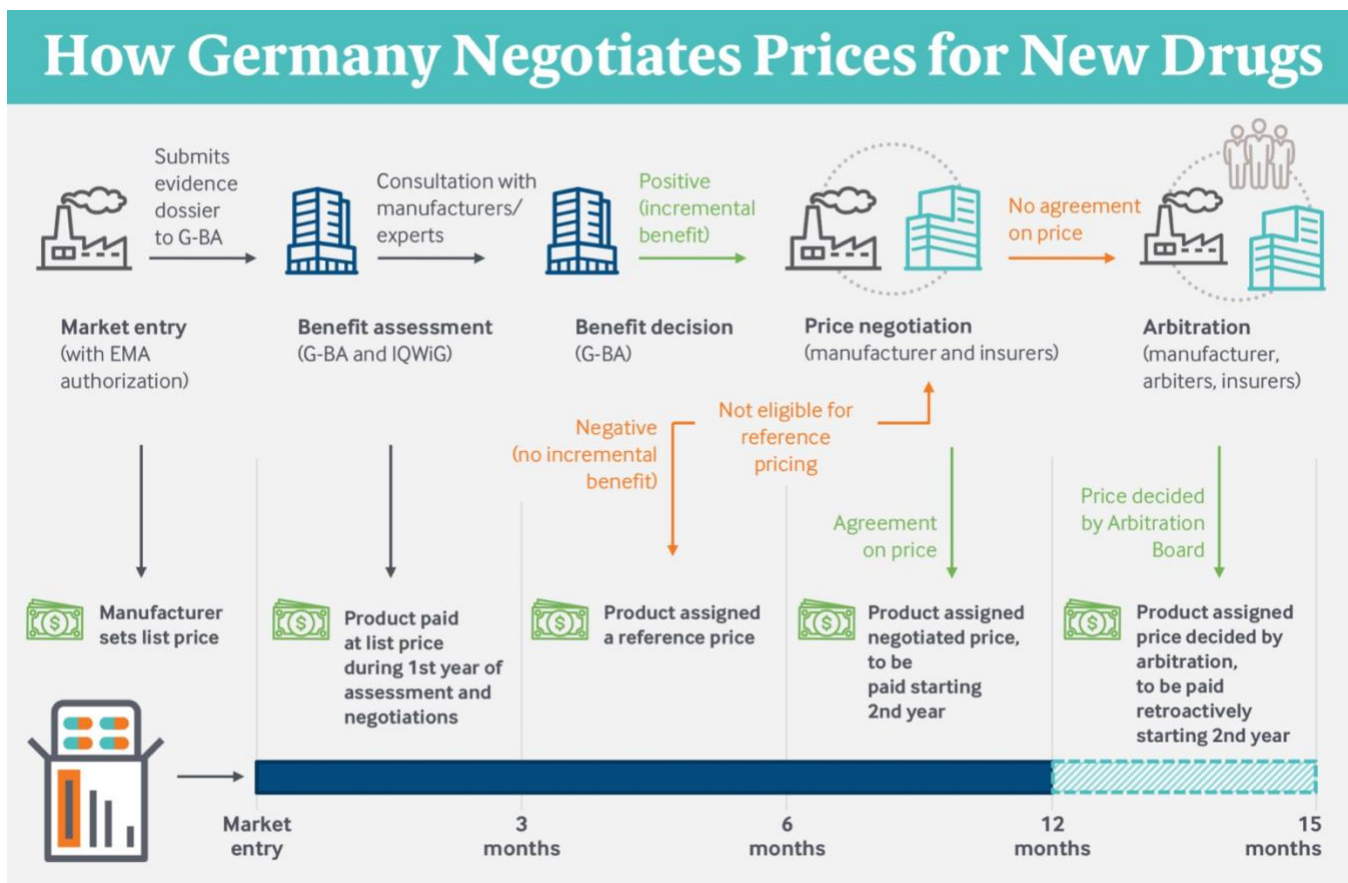 How Germany Negotiates Prices for New Drugs
Submits
evidence
dossier
to G-BA
Consultation with
manufacturers/
experts
Positive
(incremental
benefit)
No agreement
on price
Market entry
(with EMA
authorization)
Benefit assessment
(G-BA and IQWiG)
Benefit decision
(G-BA)
Price negotiation
(manufacturer and insurers)
Arbitration
(manufacturer,
arbiters, insurers)
Negative
(no incremental
benefit)
Not eligible for
reference
pricing
Agreement
on price
Price decided
by Arbitration
Board
Manufacturer
sets list price
Product paid
at list price
during 1st year of
assessment and
negotiations
Product assigned
a reference price
Product assigned
negotiated price,
to be
paid starting
2nd year
Product assigned
price decided by
arbitration,
to be paid
retroactively
starting 2nd year
Market
entry
3
months
6
months
12
months
15
months